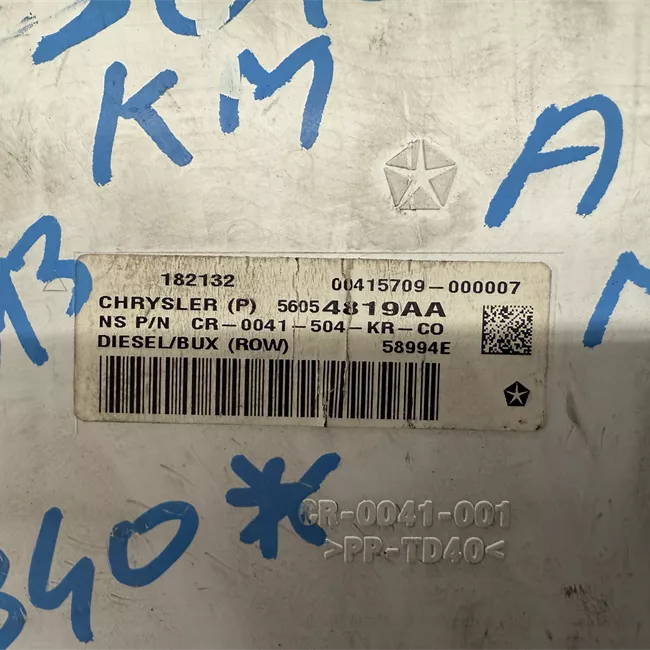 KM
A
182132 00415709-000007
CHRYSLER (P) 56054819AA
NS P/N CR-0041-504-KR-CO
DIESEL/BUX (ROW) 58994E
340*
CR-0041-001
>PP-TD40<